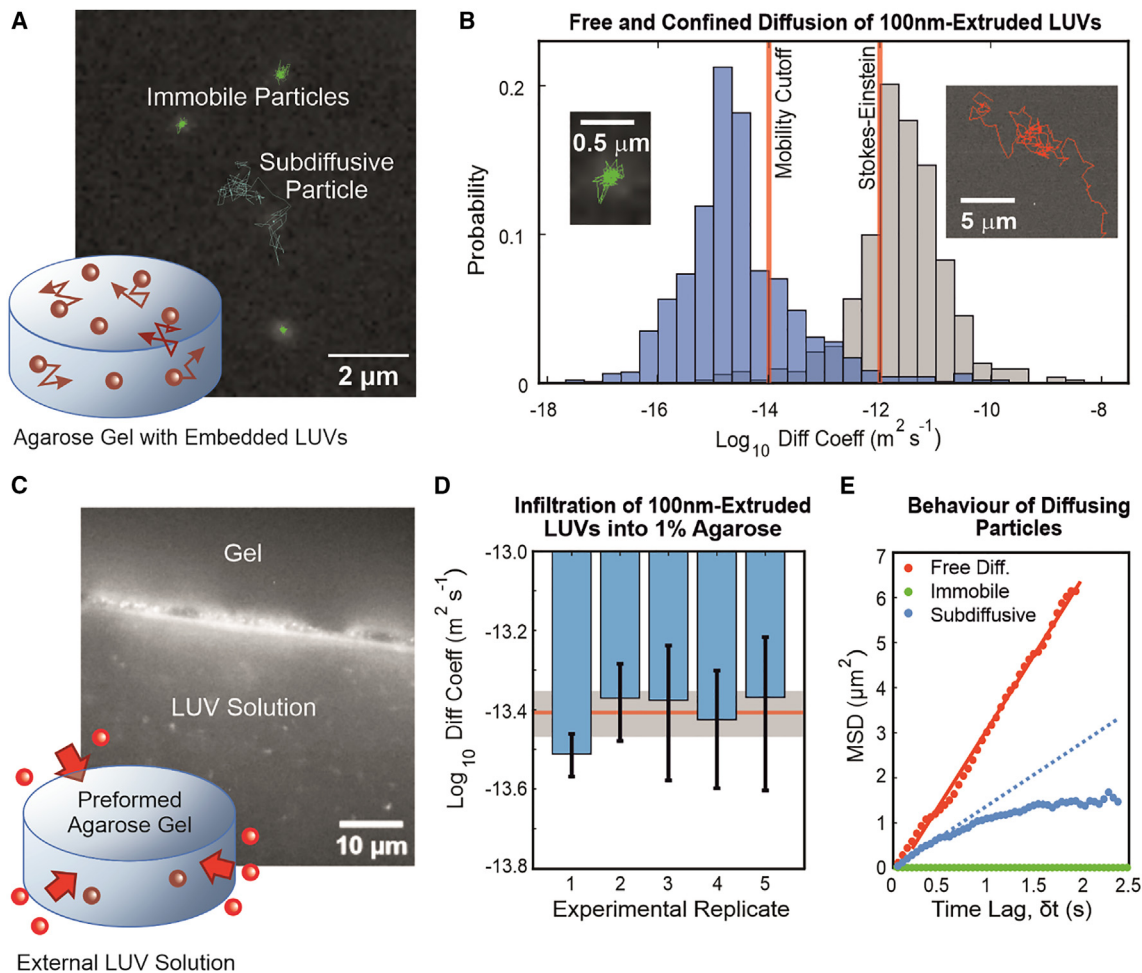 A
Immobile Particles
Subdiffusive
Particle
2 μm
Agarose Gel with Embedded LUVs
B
Free and Confined Diffusion of 100nm-Extruded LUVs
Probability
0.2
0.1
0
0.5 μm
Mobility Cutoff
Stokes-Einstein
5 μm
-18 -16 -14 -12 -10 -8
Log10 Diff Coeff (m² s⁻¹)
C
Gel
LUV Solution
10 μm
Preformed
Agarose Gel
External LUV Solution
D
Infiltration of 100nm-Extruded
LUVs into 1% Agarose
Log10 Diff Coeff (m² s⁻¹)
-13.0
-13.2
-13.4
-13.6
-13.8
1 2 3 4 5
Experimental Replicate
E
Behaviour of Diffusing
Particles
MSD (μm²)
7
6
5
4
3
2
1
0
Free Diff.
Immobile
Subdiffusive
0.5 1 1.5 2 2.5
Time Lag, δt (s)